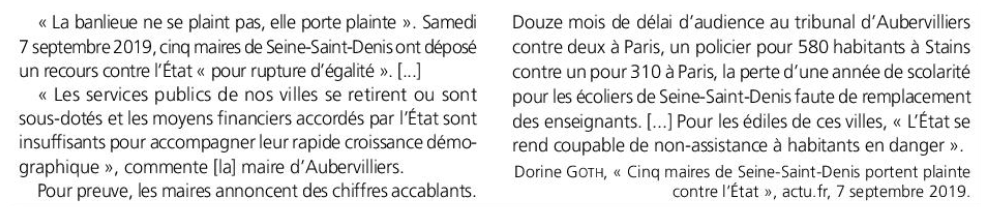 « La banlieue ne se plaint pas, elle porte plainte ». Samedi
7 septembre 2019, cinq maires de Seine-Saint-Denis ont déposé
un recours contre l'État « pour rupture d'égalité ». [...]
« Les services publics de nos villes se retirent ou sont
sous-dotés et les moyens financiers accordés par l'État sont
insuffisants pour accompagner leur rapide croissance démo-
graphique », commente [la] maire d'Aubervilliers.
Pour preuve, les maires annoncent des chiffres accablants.
Douze mois de délai d'audience au tribunal d'Aubervilliers
contre deux à Paris, un policier pour 580 habitants à Stains
contre un pour 310 à Paris, la perte d'une année de scolarité
pour les écoliers de Seine-Saint-Denis faute de remplacement
des enseignants. [...] Pour les édiles de ces villes, « L'État se
rend coupable de non-assistance à habitants en danger ».
Dorine GOTH, « Cinq maires de Seine-Saint-Denis portent plainte
contre l'État », actu.fr, 7 septembre 2019.